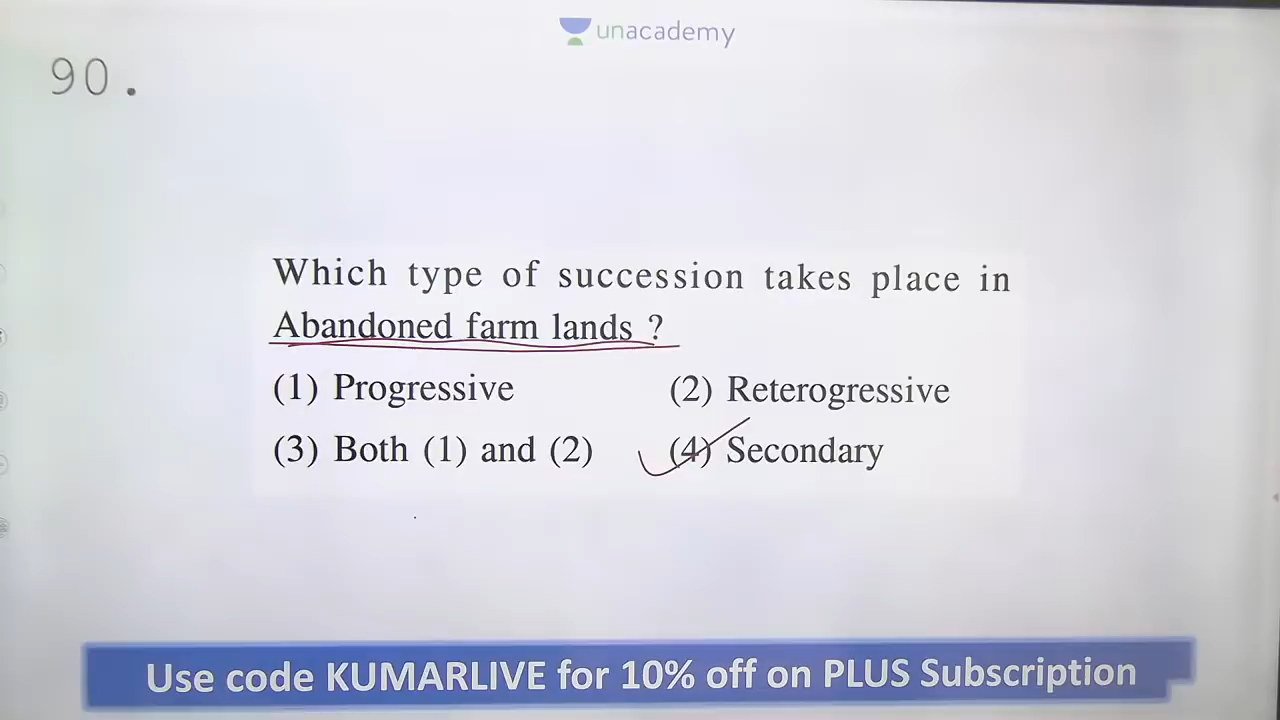 unacademy
90.
Which type of succession takes place in
Abandoned farm lands ?
(1) Progressive (2) Reterogressive
(3) Both (1) and (2) (4) Secondary
Use code KUMARLIVE for 10% off on PLUS Subscription